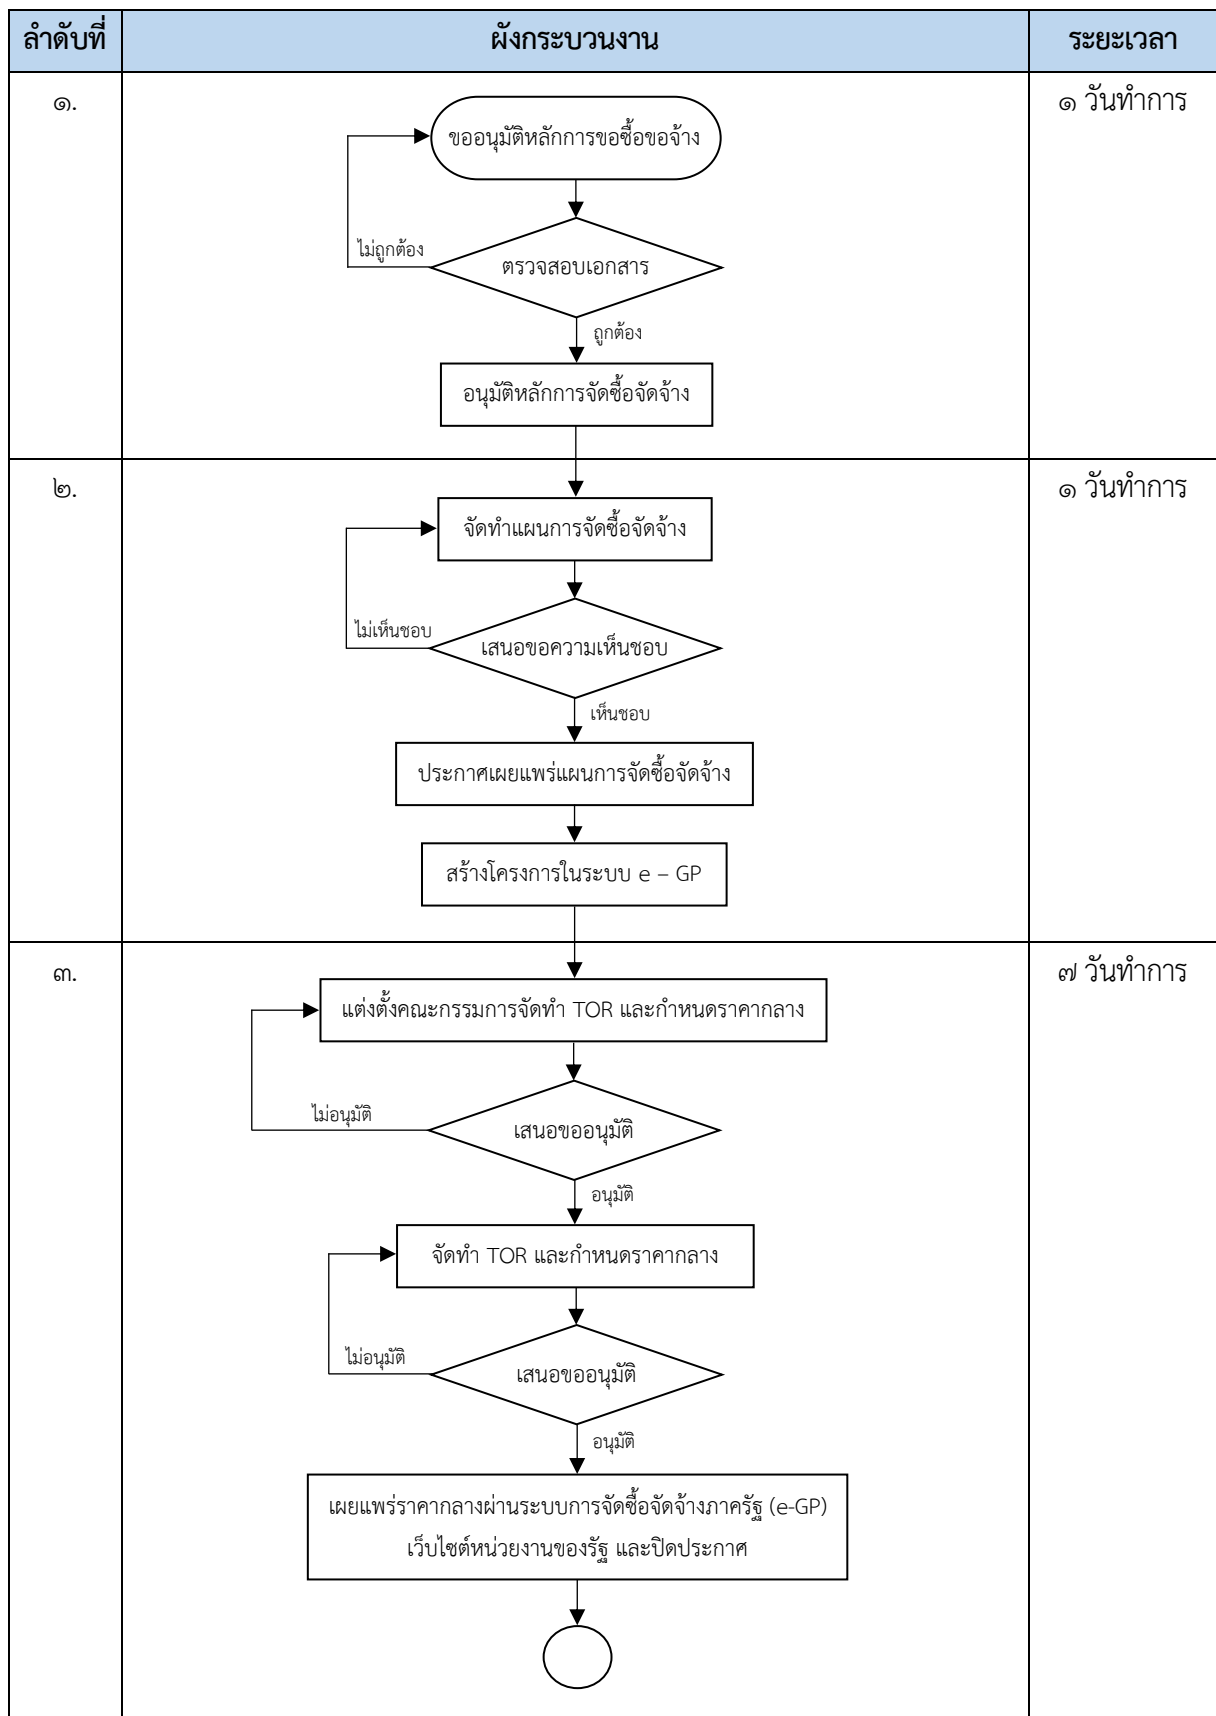 ลำดับที่
ผังกระบวนงาน
ระยะเวลา
๑.
๑ วันทำการ
ขออนุมัติหลักการขอซื้อขอจ้าง
ไม่ถูกต้อง
ตรวจสอบเอกสาร
ถูกต้อง
อนุมัติหลักการจัดซื้อจัดจ้าง
๒.
๑ วันทำการ
จัดทำแผนการจัดซื้อจัดจ้าง
ไม่เห็นชอบ
เสนอขอความเห็นชอบ
เห็นชอบ
ประกาศเผยแพร่แผนการจัดซื้อจัดจ้าง
สร้างโครงการในระบบ e – GP
๓.
๗ วันทำการ
แต่งตั้งคณะกรรมการจัดทำ TOR และกำหนดราคากลาง
ไม่อนุมัติ
เสนอขออนุมัติ
อนุมัติ
จัดทำ TOR และกำหนดราคากลาง
ไม่อนุมัติ
เสนอขออนุมัติ
อนุมัติ
เผยแพร่ราคากลางผ่านระบบการจัดซื้อจัดจ้างภาครัฐ (e-GP)
เว็บไซต์หน่วยงานของรัฐ และปิดประกาศ